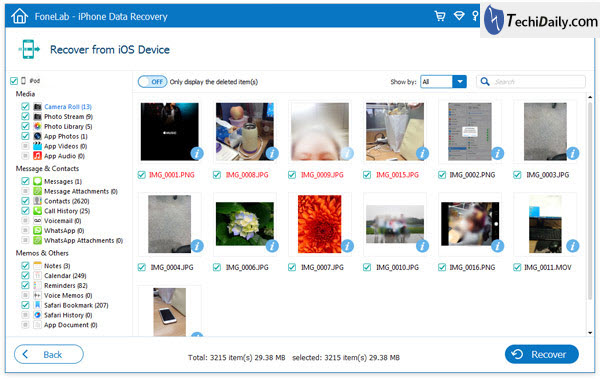 FoneLab - iPhone Data Recovery
TechiDaily.com
Recover from iOS Device
iPod
Media
Camera Roll (13)
Photo Stream (9)
Photo Library (5)
App Photos (1)
App Videos (0)
App Audio (0)
Message & Contacts
Messages (1)
Message Attachments (0)
Contacts (2620)
Call History (25)
Voicemail (0)
WhatsApp (0)
WhatsApp Attachments (0)
Memos & Others
Notes (3)
Calendar (249)
Reminders (82)
Voice Memos (0)
Safari Bookmark (207)
Safari History (0)
App Document (0)
OFF Only display the deleted item(s)
Show by: All
Search
MUSIC
IMG_0001.PNG IMG_0008.JPG IMG_0009.JPG IMG_0015.JPG IMG_0002.PNG IMG_0003.JPG
IMG_0004.JPG IMG_0006.JPG IMG_0007.JPG IMG_0010.JPG IMG_0016.PNG IMG_0011.MOV
Back
Total: 3215 item(s) 29.38 MB selected: 3215 item(s) 29.38 MB
Recover